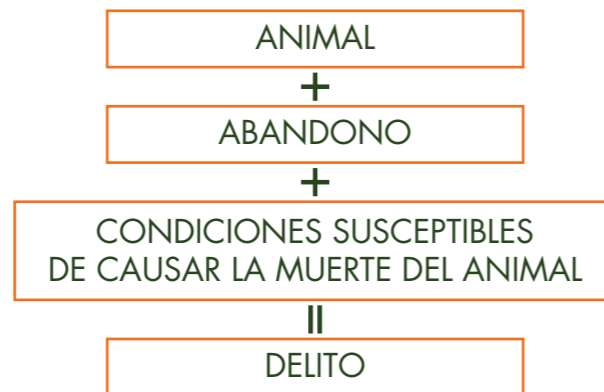 ANIMAL
+
ABANDONO
+
CONDICIONES SUSCEPTIBLES
DE CAUSAR LA MUERTE DEL ANIMAL
=
DELITO